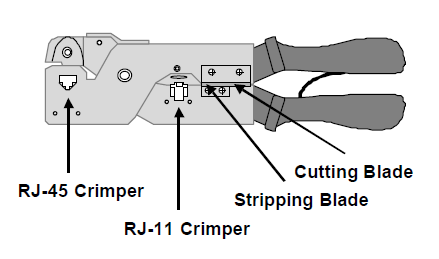 Cutting Blade
RJ-45 Crimper
Stripping Blade
RJ-11 Crimper